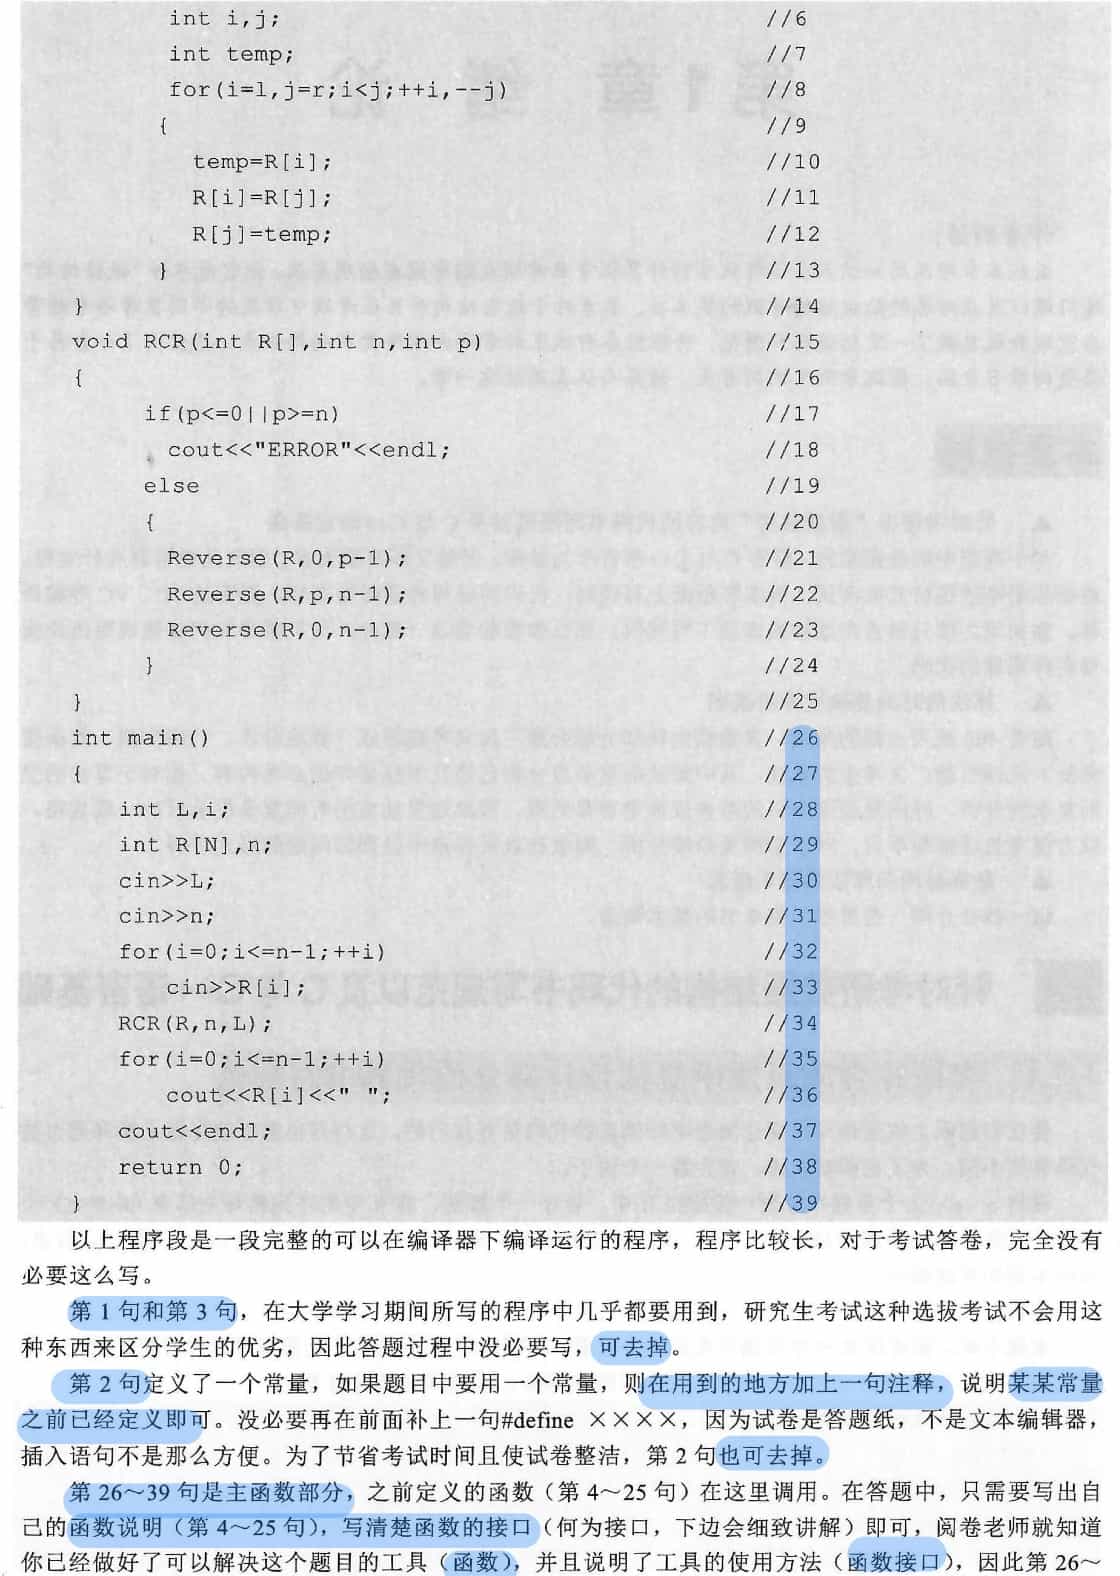 int i,j; //6
int temp; //7
for(i=l,j=r;i<j;++i,--j) //8
{ //9
temp=R[i]; //10
R[i]=R[j]; //11
R[j]=temp; //12
} //13
} //14
void RCR(int R[],int n,int p) //15
{ //16
if(p<=0||p>=n) //17
cout<<"ERROR"<<endl; //18
else //19
{ //20
Reverse(R,0,p-1); //21
Reverse(R,p,n-1); //22
Reverse(R,0,n-1); //23
} //24
} //25
int main() //26
{ //27
int L,i; //28
int R[N],n; //29
cin>>L; //30
cin>>n; //31
for(i=0;i<=n-1;++i) //32
cin>>R[i]; //33
RCR(R,n,L); //34
for(i=0;i<=n-1;++i) //35
cout<<R[i]<<" "; //36
cout<<endl; //37
return 0; //38
} //39
以上程序段是一段完整的可以在编译器下编译运行的程序，程序比较长，对于考试答卷，完全没有
必要这么写。
第 1 句和第 3 句，在大学学习期间所写的程序中几乎都要用到，研究生考试这种选拔考试不会用这
种东西来区分学生的优劣，因此答题过程中没必要写，可去掉。
第 2 句定义了一个常量，如果题目中要用一个常量，则在用到的地方加上一句注释，说明某某常量
之前已经定义即可。没必要再在前面补上一句#define ××××，因为试卷是答题纸，不是文本编辑器，
插入语句不是那么方便。为了节省考试时间且使试卷整洁，第 2 句也可去掉。
第 26～39 句是主函数部分，之前定义的函数（第 4～25 句）在这里调用。在答题中，只需要写出自
己的函数说明（第 4～25 句），写清楚函数的接口（何为接口，下边会细致讲解）即可，阅卷老师就知道
你已经做好了可以解决这个题目的工具（函数），并且说明了工具的使用方法（函数接口），因此第 26～